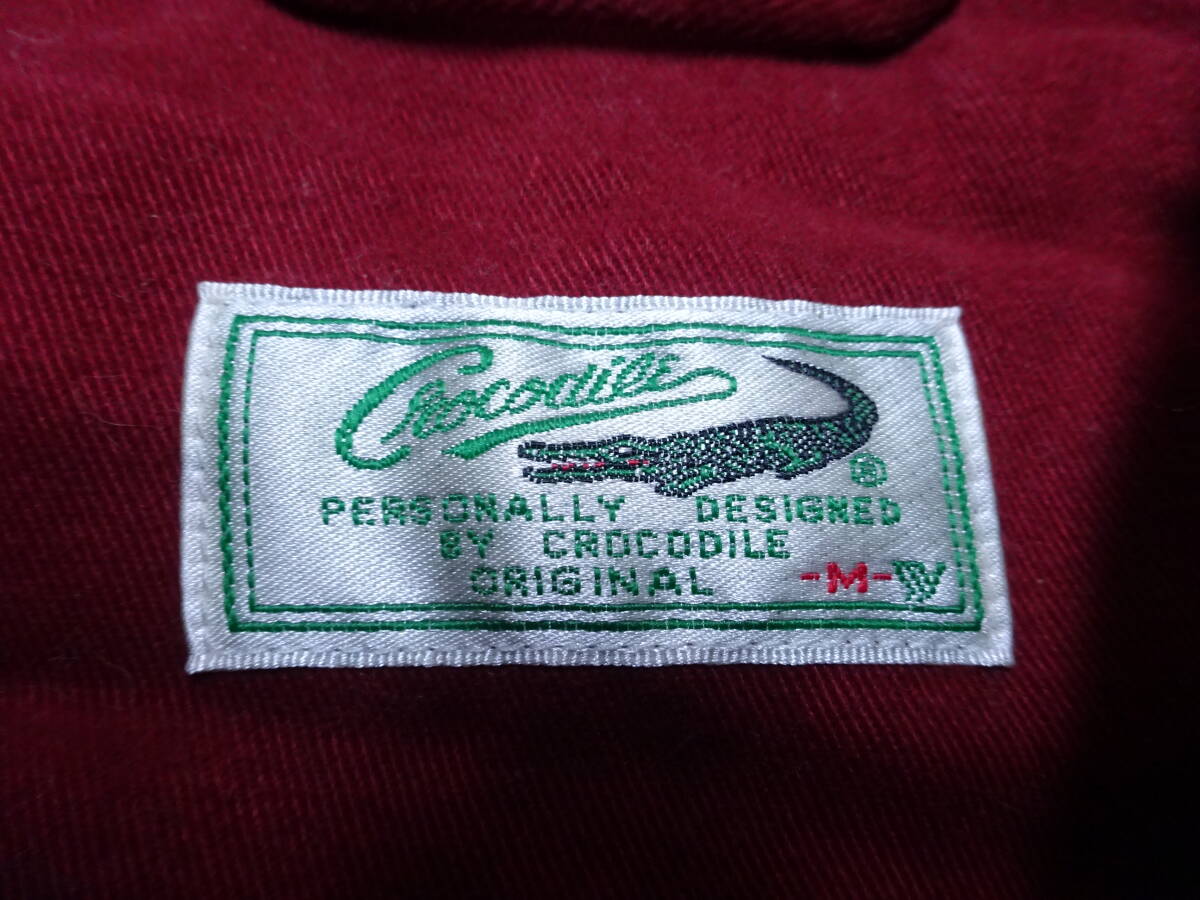 Crocodile
®
PERSONALLY DESIGNED
BY CROCODILE
ORIGINAL -M-